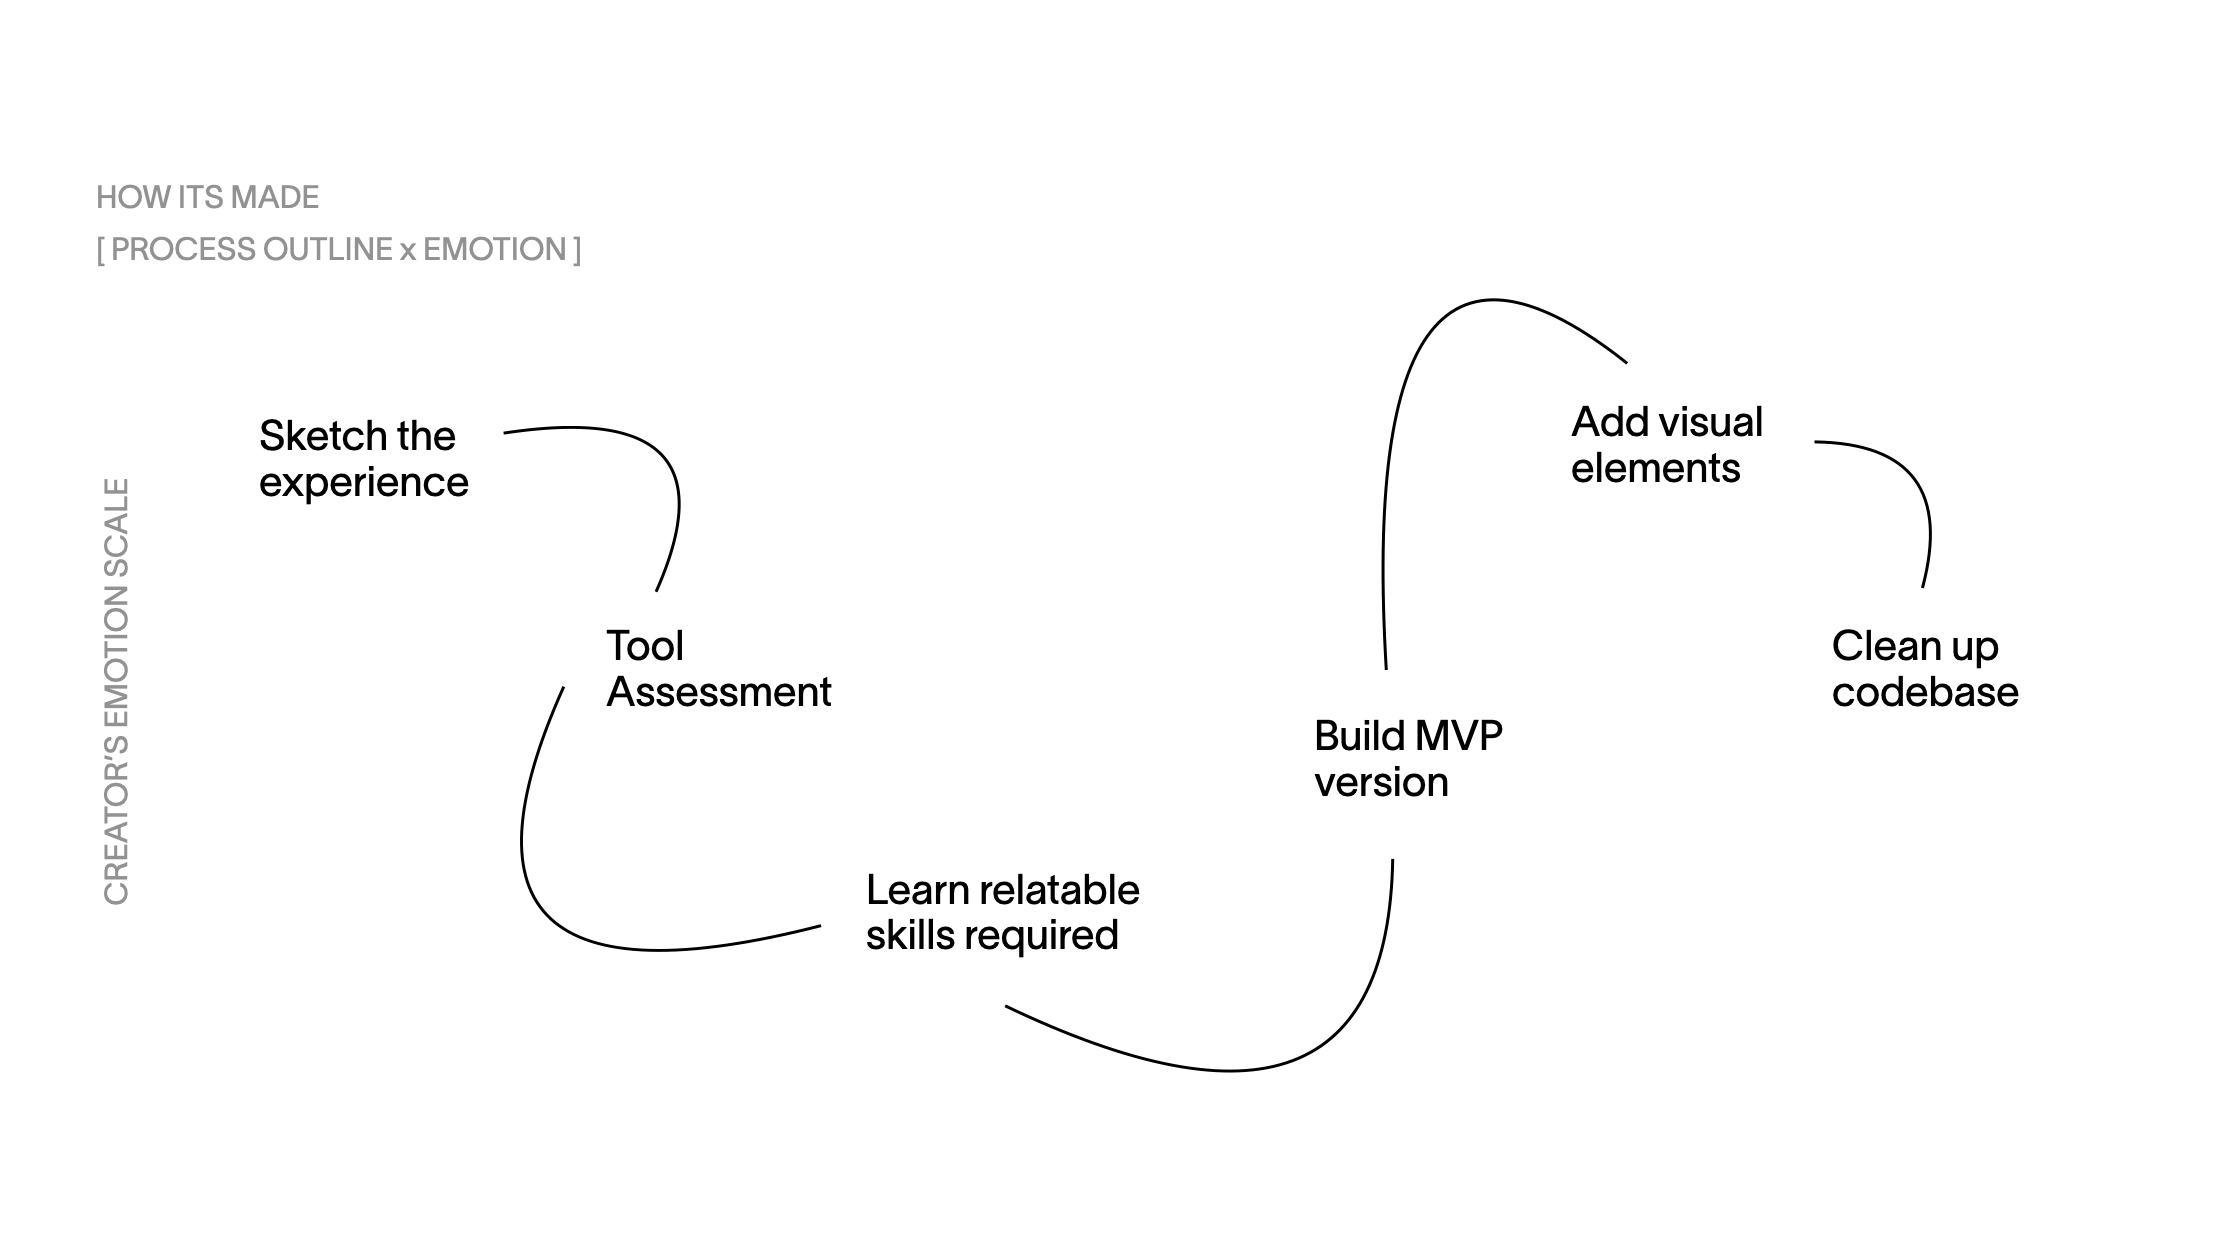 HOW ITS MADE
[ PROCESS OUTLINE x EMOTION ]
CREATOR'S EMOTION SCALE
Sketch the
experience
Tool
Assessment
Learn relatable
skills required
Build MVP
version
Add visual
elements
Clean up
codebase